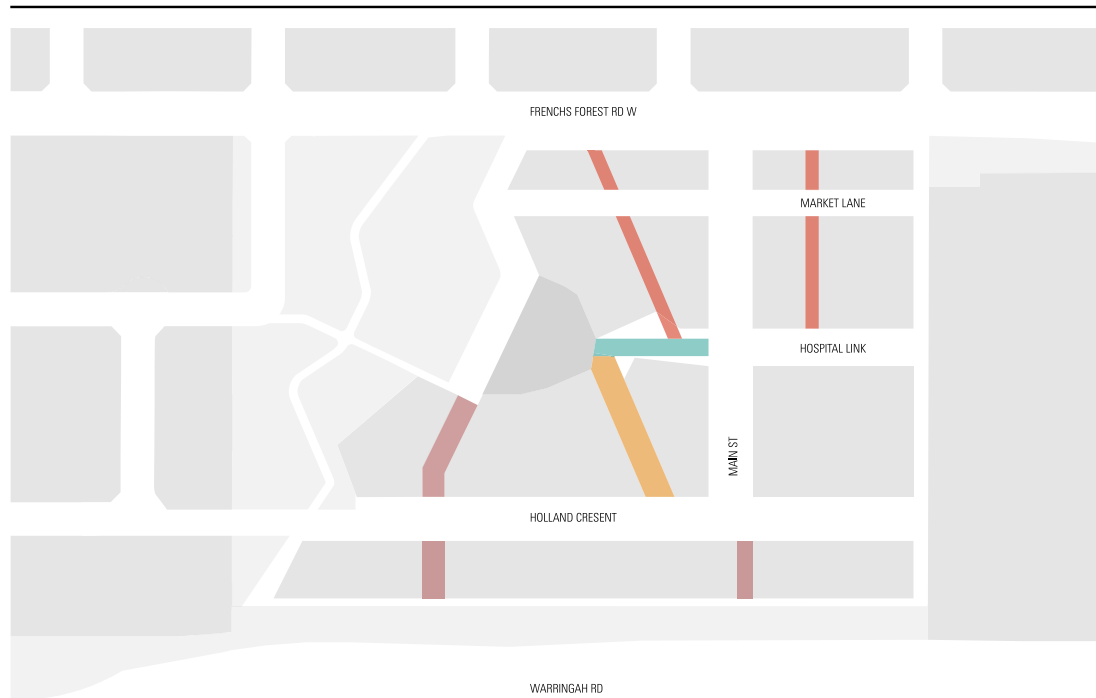 FRENCHS FOREST RD W
MARKET LANE
HOSPITAL LINK
MAIN ST
HOLLAND CRESENT
WARRINGAH RD